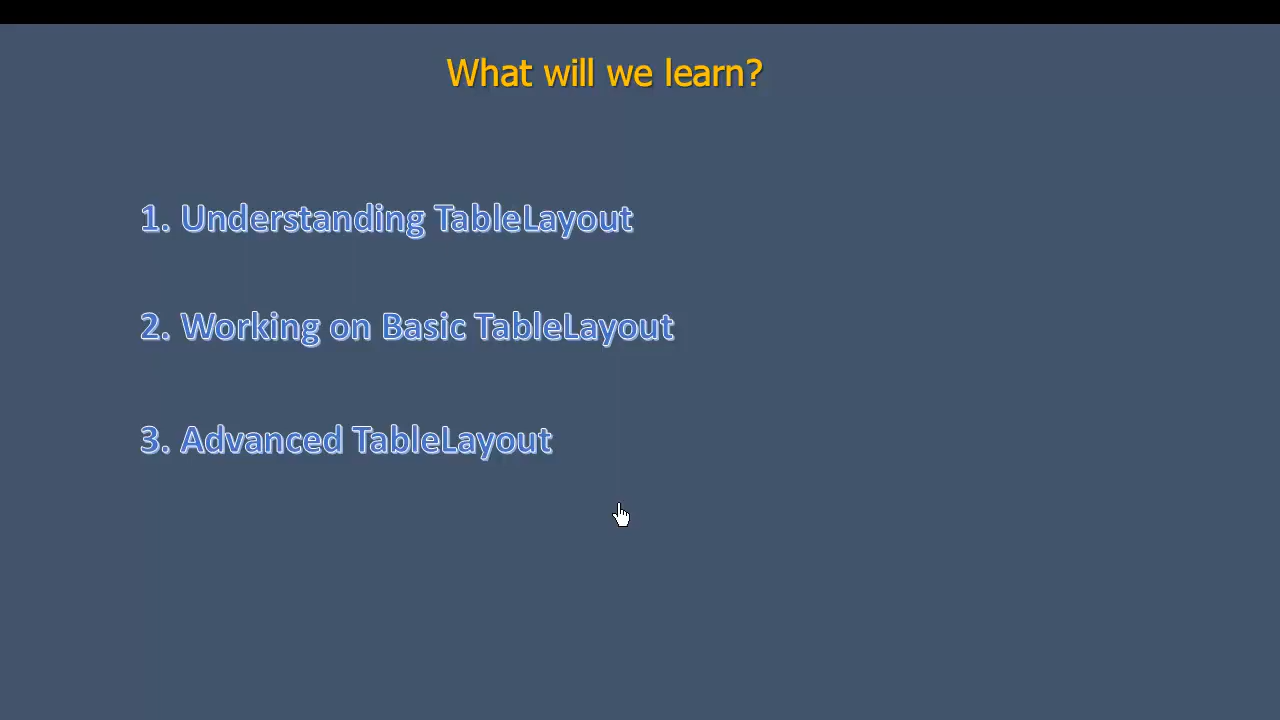 What will we learn?
1. Understanding TableLayout
2. Working on Basic TableLayout
3. Advanced TableLayout